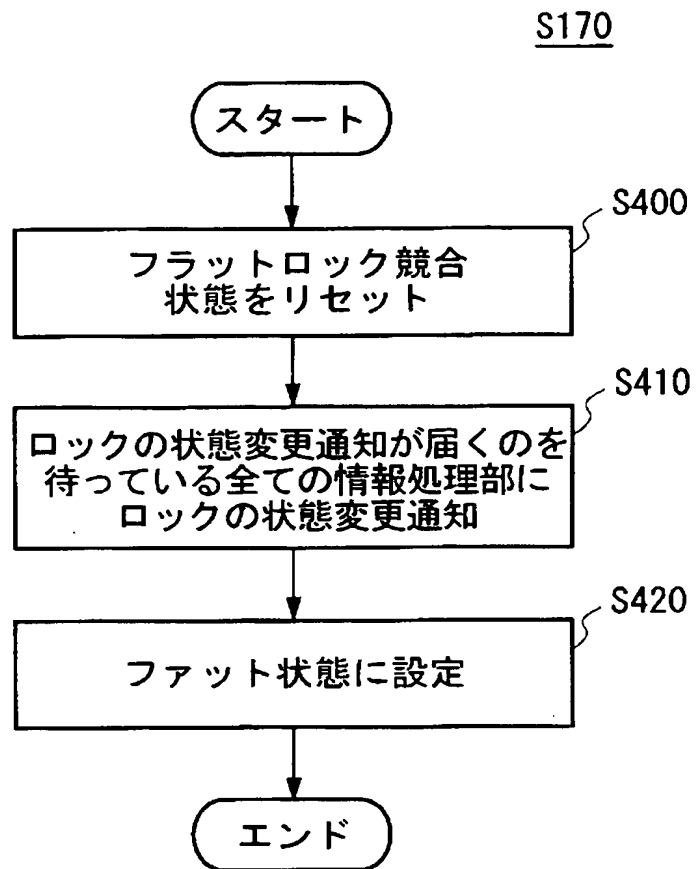 S170
スタート
S400
フラットロック競合
状態をリセット
S410
ロックの状態変更通知が届くのを
待っている全ての情報処理部に
ロックの状態変更通知
S420
ファット状態に設定
エンド